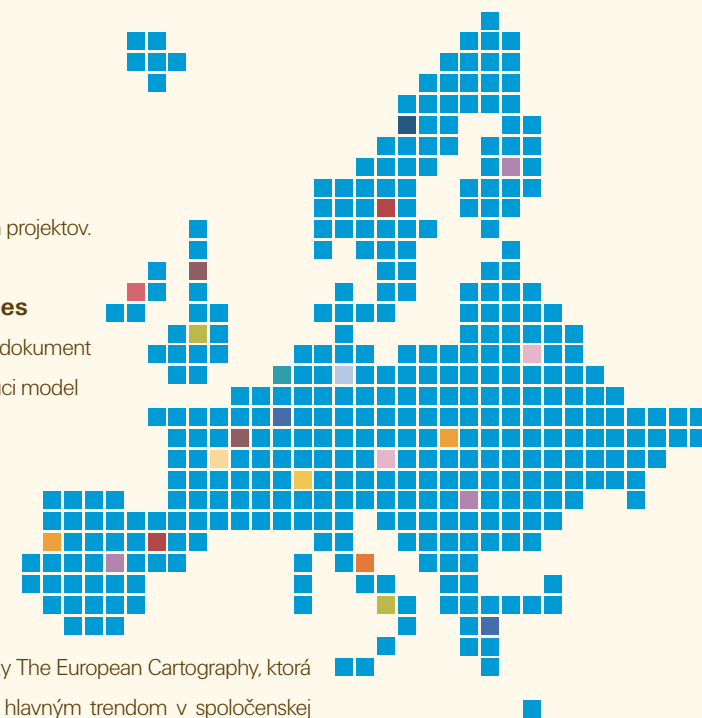 projektov.
es
dokument
ci model
y The European Cartography, ktorá
hlavným trendom v spoločenskej